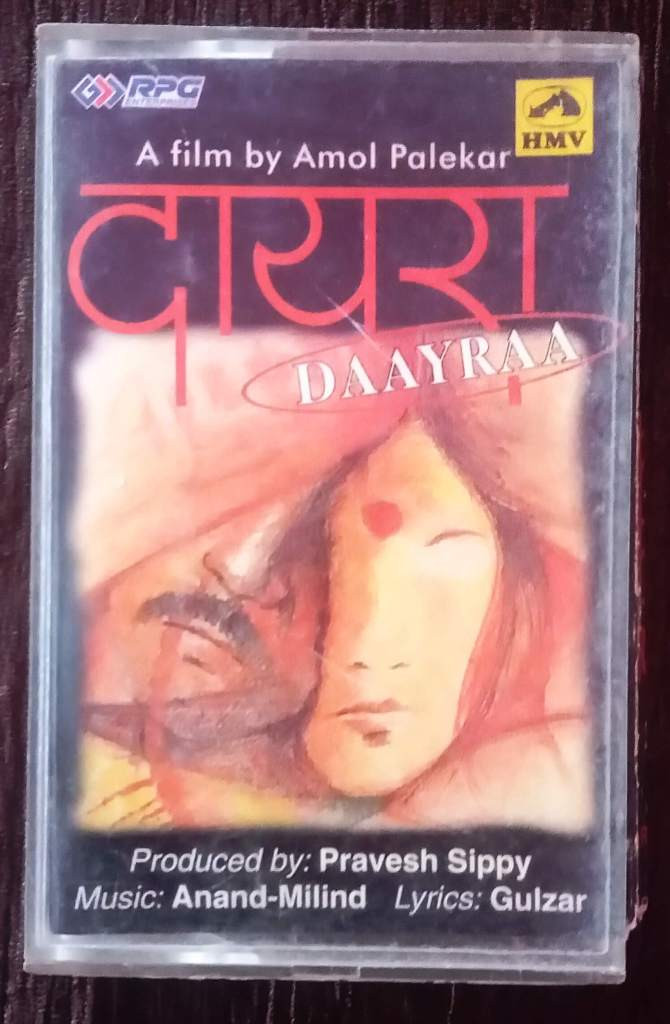 RPG
ENTERPRISES
HMV
A film by Amol Palekar
दायरा
DAAYRAA
Produced by: Pravesh Sippy
Music: Anand-Milind Lyrics: Gulzar